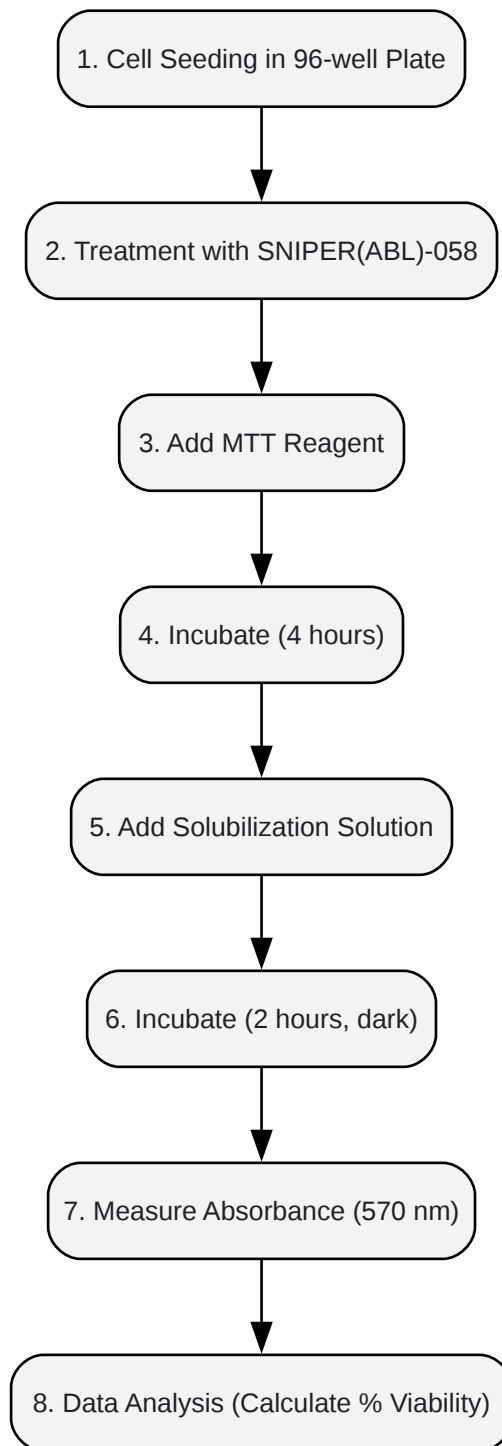 1. Cell Seeding in 96-well Plate
2. Treatment with SNIPER(ABL)-058
3. Add MTT Reagent
4. Incubate (4 hours)
5. Add Solubilization Solution
6. Incubate (2 hours, dark)
7. Measure Absorbance (570 nm)
8. Data Analysis (Calculate % Viability)